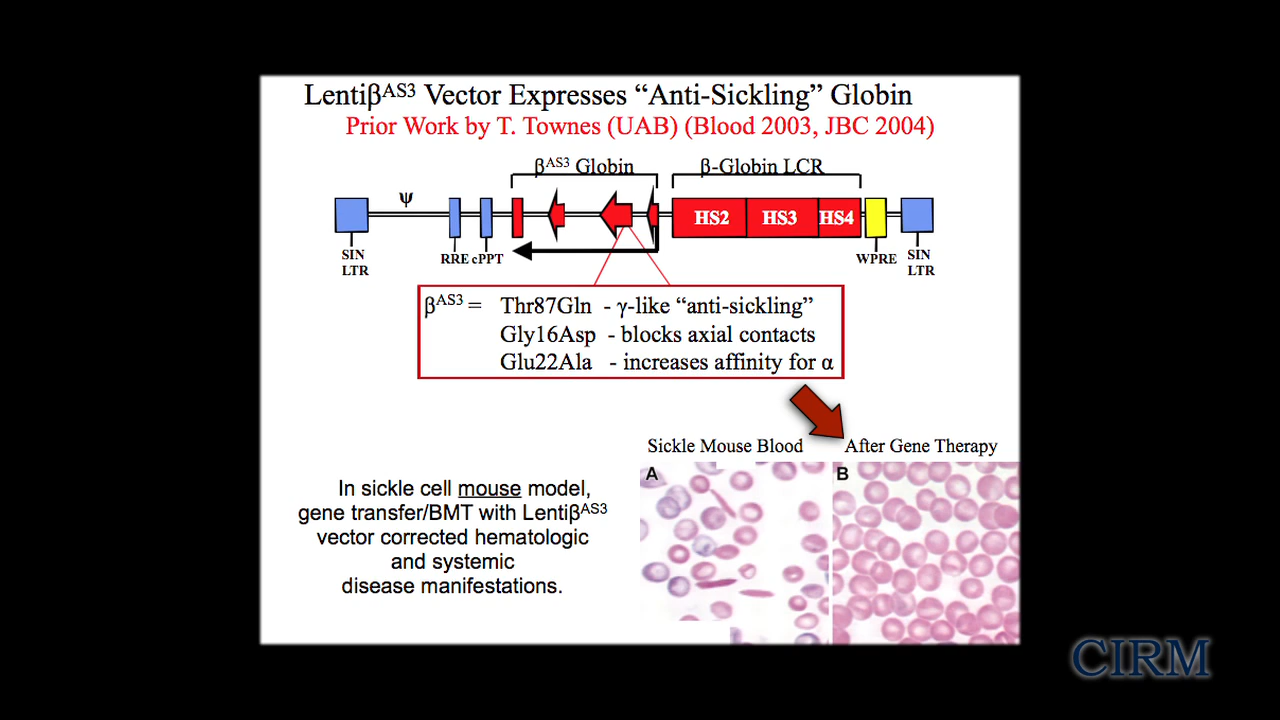 Lentiβᴬˢ³ Vector Expresses “Anti-Sickling” Globin
Prior Work by T. Townes (UAB) (Blood 2003, JBC 2004)
βᴬˢ³ Globin
β-Globin LCR
Ψ
HS2
HS3
HS4
SIN
LTR
RRE
cPPT
WPRE
SIN
LTR
βᴬˢ³ = Thr87Gln - γ-like “anti-sickling”
Gly16Asp - blocks axial contacts
Glu22Ala - increases affinity for α
Sickle Mouse Blood
After Gene Therapy
A
B
In sickle cell mouse model,
gene transfer/BMT with Lentiβᴬˢ³
vector corrected hematologic
and systemic
disease manifestations.
CIRM